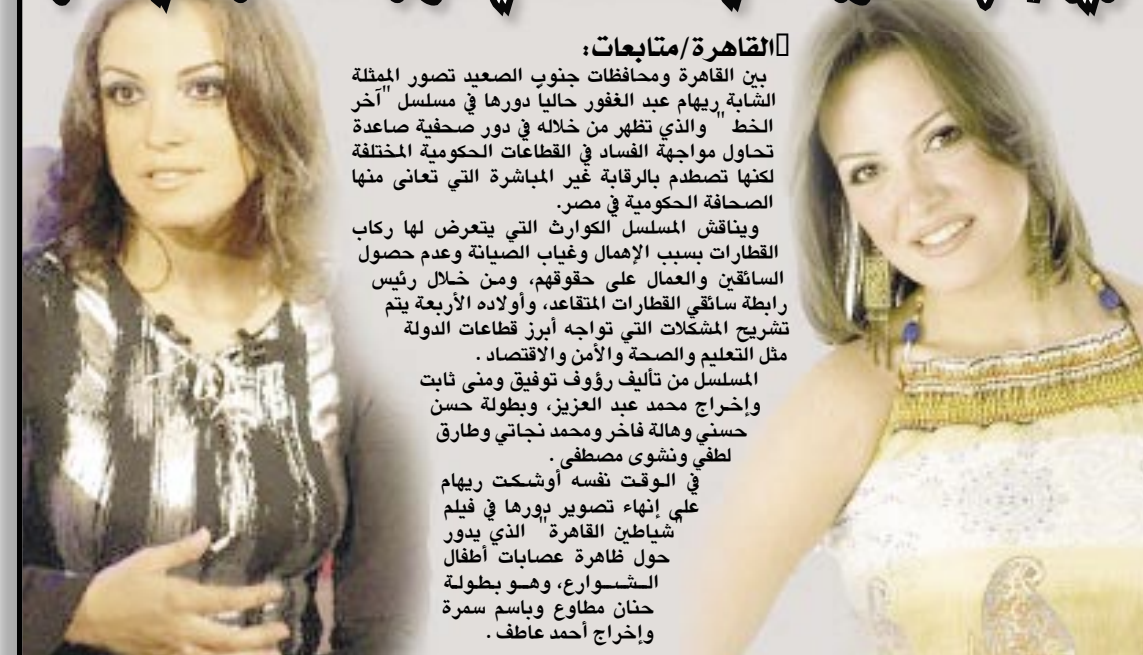 القاهرة/متابعات:
بين القاهرة ومحافظات جنوب الصعيد تصور الممثلة
الشابة ريهام عبد الغفور حالياً دورها في مسلسل "آخر
الخط " والذي تظهر من خلاله في دور صحفية صاعدة
تحاول مواجهة الفساد في القطاعات الحكومية المختلفة
لكنها تصطدم بالرقابة غير المباشرة التي تعانى منها
الصحافة الحكومية في مصر.
ويناقش المسلسل الكوارث التي يتعرض لها ركاب
القطارات بسبب الإهمال وغياب الصيانة وعدم حصول
السائقين والعمال على حقوقهم، ومن خلال رئيس
رابطة سائقي القطارات المتقاعد، وأولاده الأربعة يتم
تشريح المشكلات التي تواجه أبرز قطاعات الدولة
مثل التعليم والصحة والأمن والاقتصاد .
المسلسل من تأليف رؤوف توفيق ومنى ثابت
وإخراج محمد عبد العزيز، وبطولة حسن
حسني وهالة فاخر ومحمد نجاتي وطارق
لطفي ونشوى مصطفى .
في الوقت نفسه أوشكت ريهام
على إنهاء تصوير دورها في فيلم
"شياطين القاهرة" الذي يدور
حول ظاهرة عصابات أطفال
الشوارع، وهو بطولة
حنان مطاوع وباسم سمرة
وإخراج أحمد عاطف .